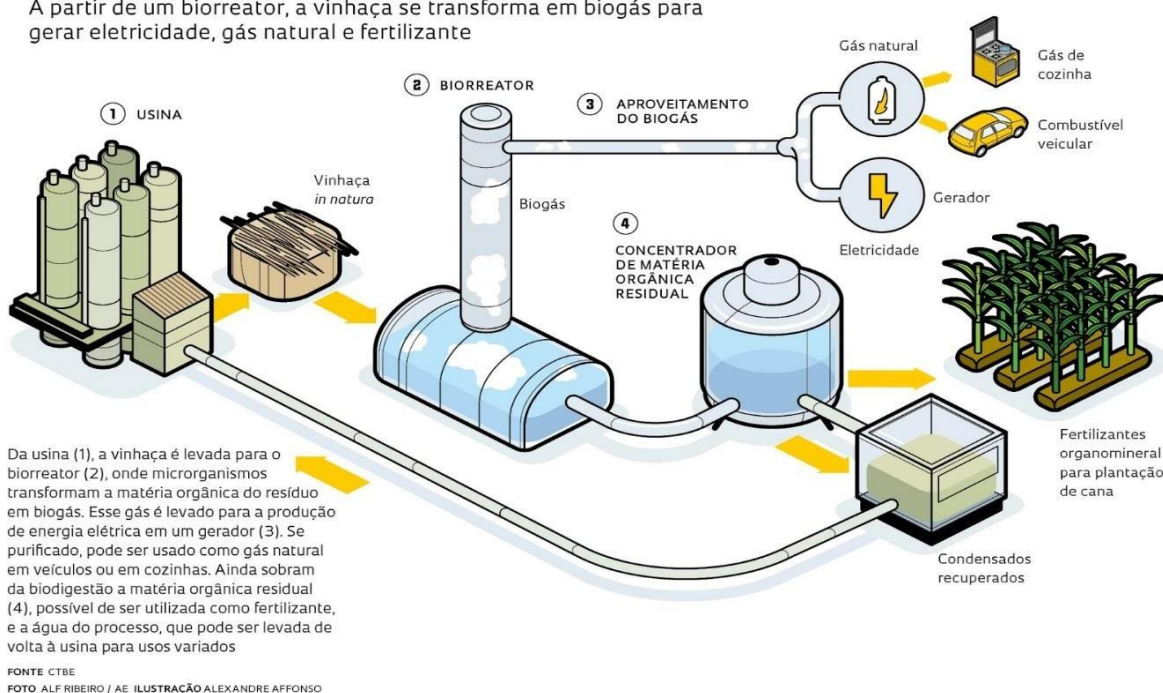 A partir de um biorreator, a vinhaça se transforma em biogás para
gerar eletricidade, gás natural e fertilizante
1 USINA
Vinhaça
in natura
2 BIORREATOR
Biogás
3 APROVEITAMENTO
DO BIOGÁS
Gás natural
Gás de
cozinha
Combustível
veicular
Gerador
Eletricidade
4
CONCENTRADOR
DE MATÉRIA
ORGÂNICA
RESIDUAL
Fertilizantes
organomineral
para plantação
de cana
Condensados
recuperados
Da usina (1), a vinhaça é levada para o
biorreator (2), onde microrganismos
transformam a matéria orgânica do resíduo
em biogás. Esse gás é levado para a produção
de energia elétrica em um gerador (3). Se
purificado, pode ser usado como gás natural
em veículos ou em cozinhas. Ainda sobram
da biodigestão a matéria orgânica residual
(4), possível de ser utilizada como fertilizante,
e a água do processo, que pode ser levada de
volta à usina para usos variados
FONTE CTBE
FOTO ALF RIBEIRO / AE ILUSTRAÇÃO ALEXANDRE AFFONSO